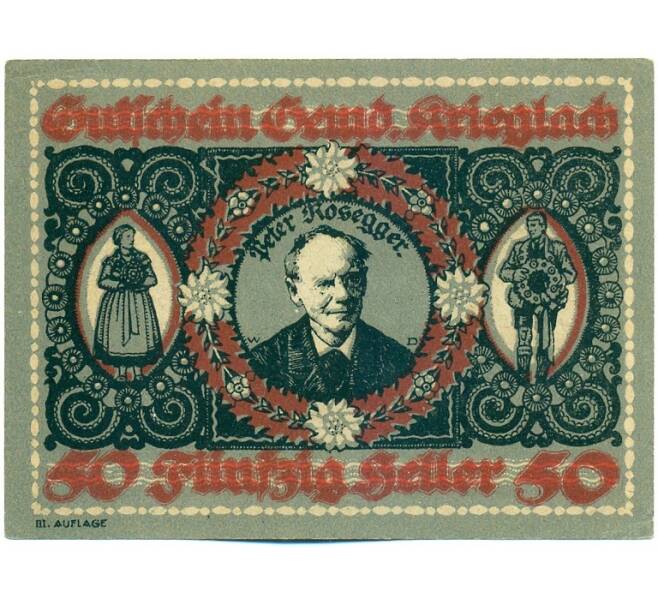 Gutschein Gemd. Krieglach
Peter Rosegger.
W D
50 Fünfzig Heller 50
III. AUFLAGE